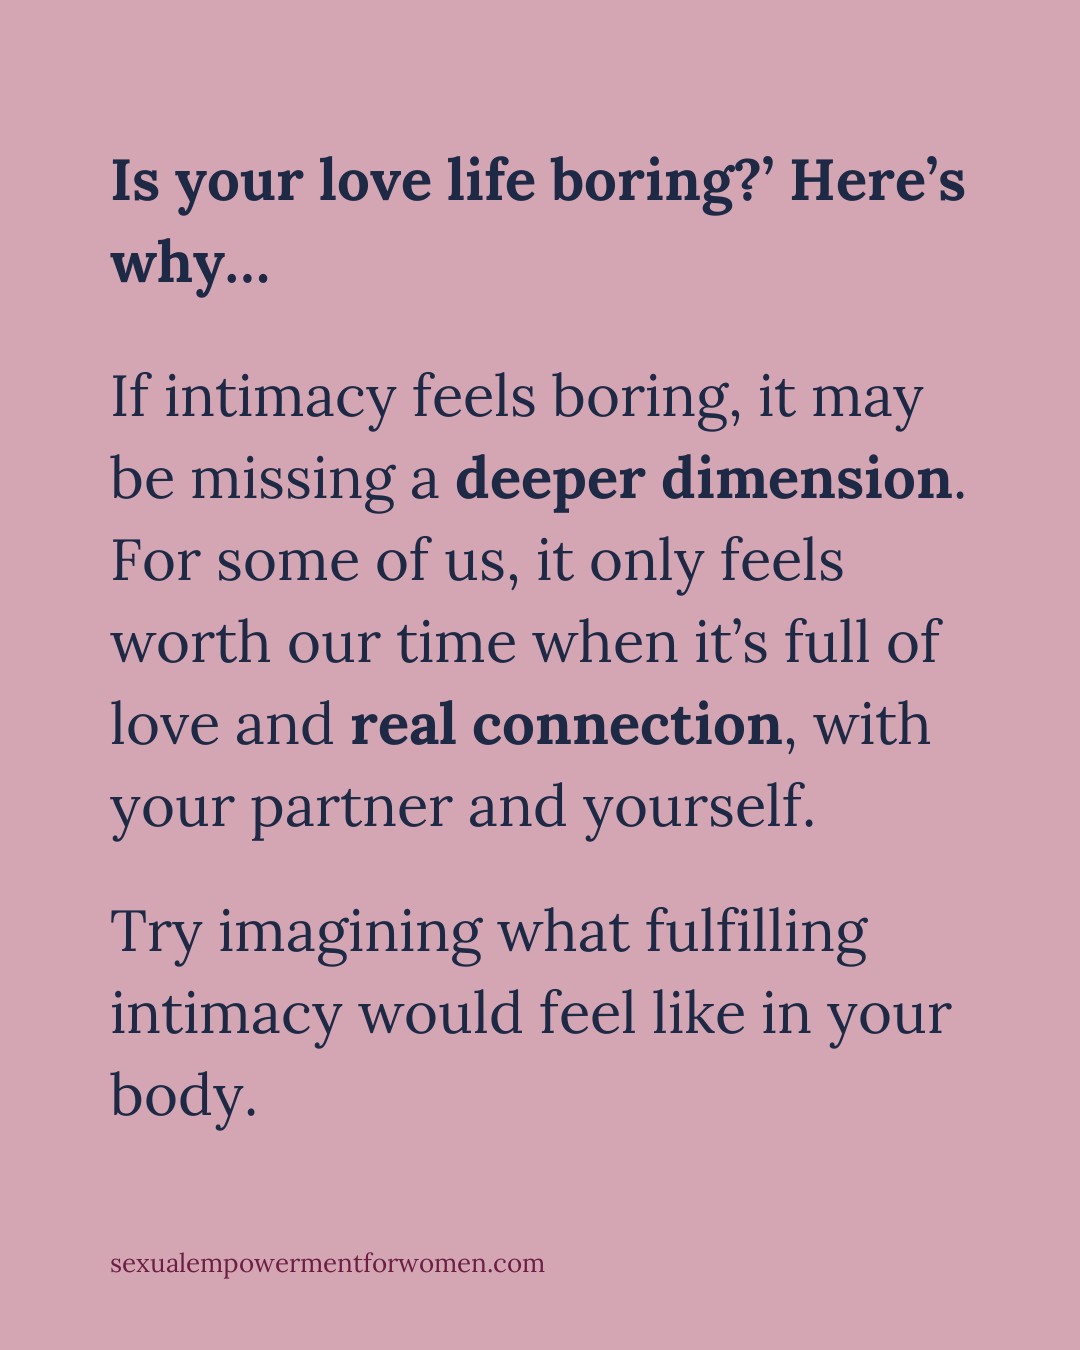 Is your love life boring?’ Here’s
why…
If intimacy feels boring, it may
be missing a deeper dimension.
For some of us, it only feels
worth our time when it’s full of
love and real connection, with
your partner and yourself.
Try imagining what fulfilling
intimacy would feel like in your
body.
sexualempowermentforwomen.com